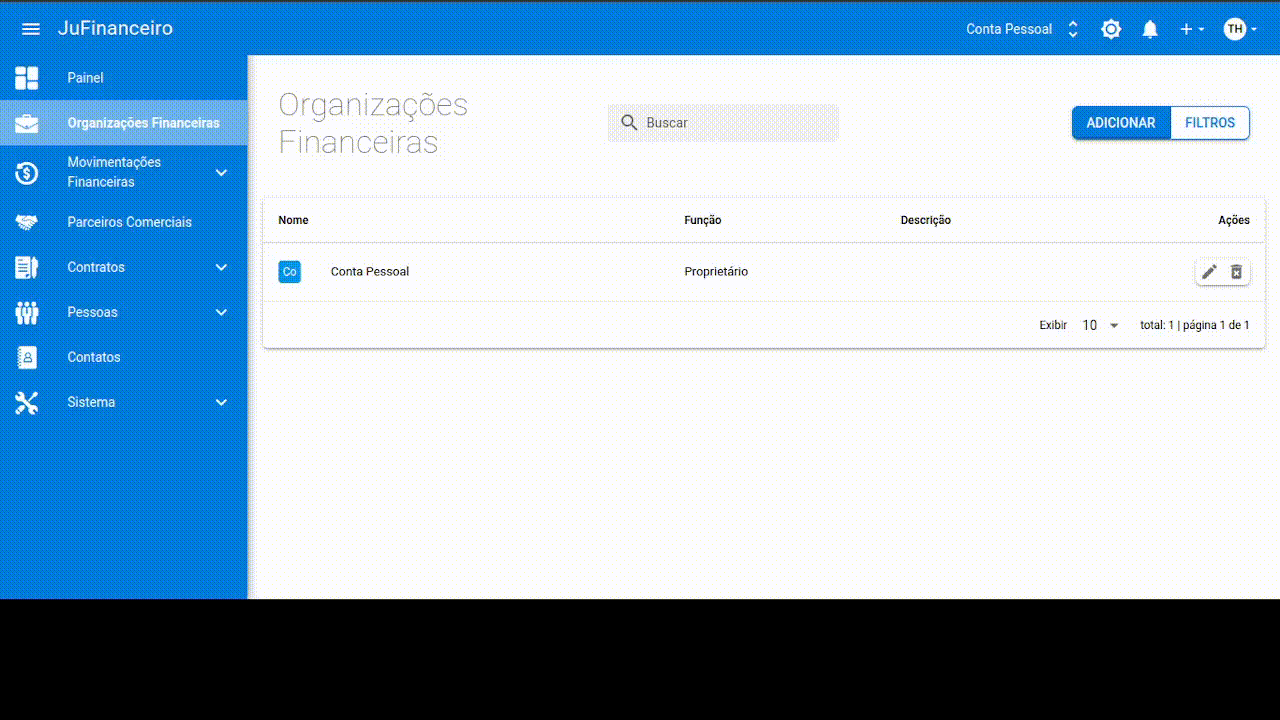 JuFinanceiro
Conta Pessoal
TH
Painel
Organizações Financeiras
Movimentações
Financeiras
Parceiros Comerciais
Contratos
Pessoas
Contatos
Sistema
Organizações
Financeiras
Buscar
ADICIONAR
FILTROS
Nome Função Descrição Ações
Co Conta Pessoal Proprietário
Exibir 10 total: 1 | página 1 de 1